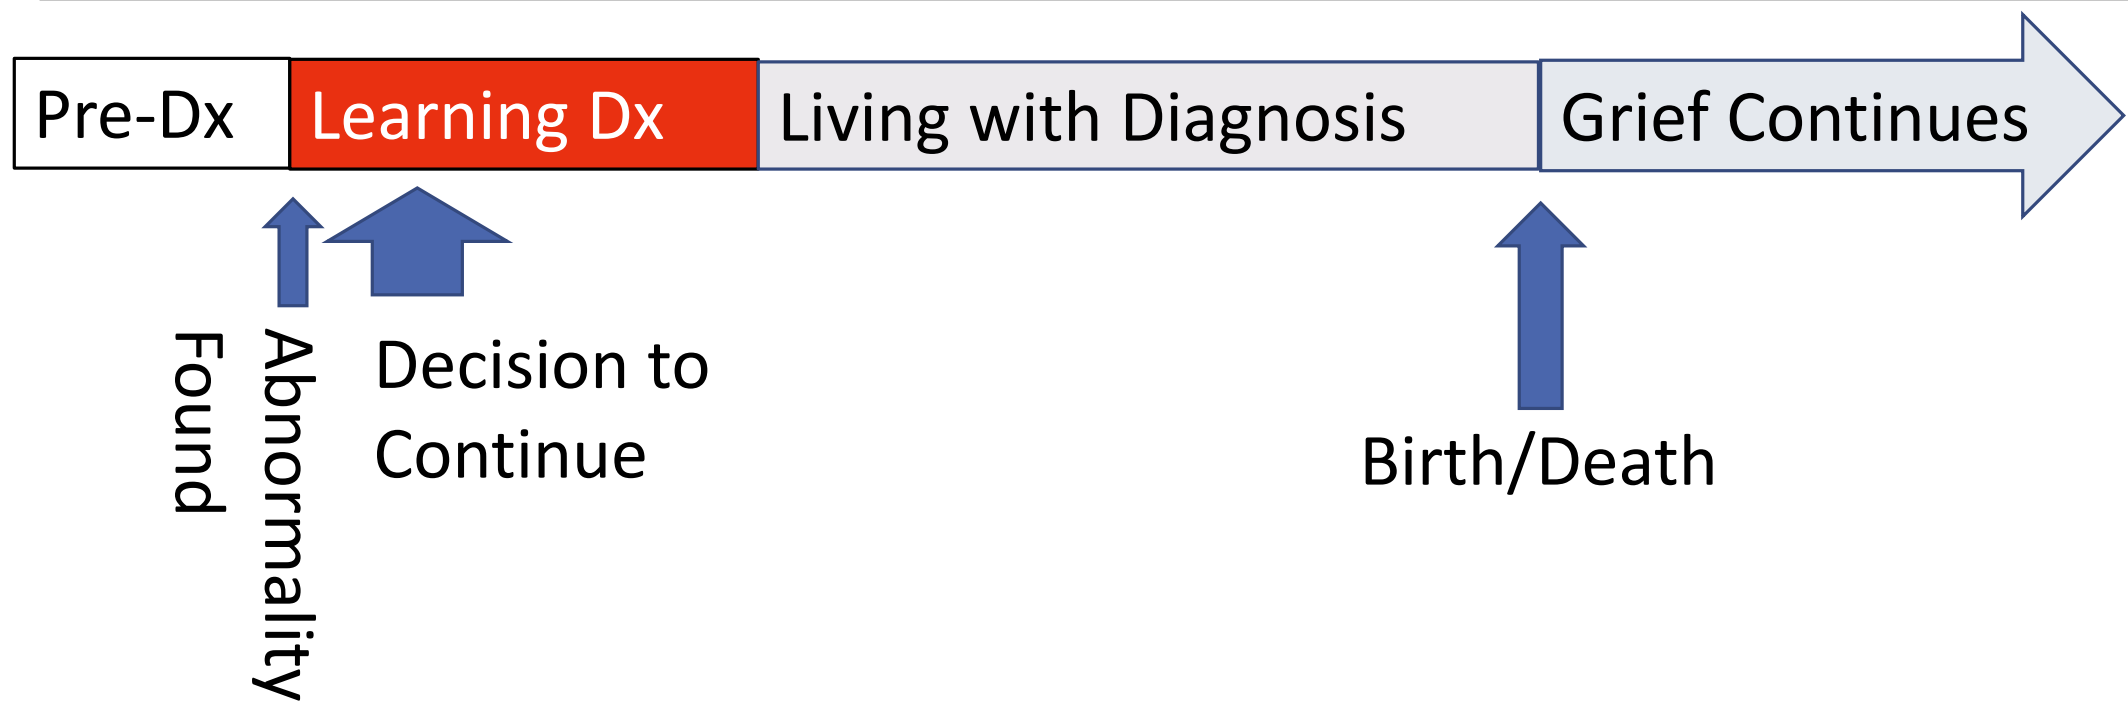 Pre-Dx
Learning Dx
Living with Diagnosis
Grief Continues
Abnormality
Found
Decision to
Continue
Birth/Death